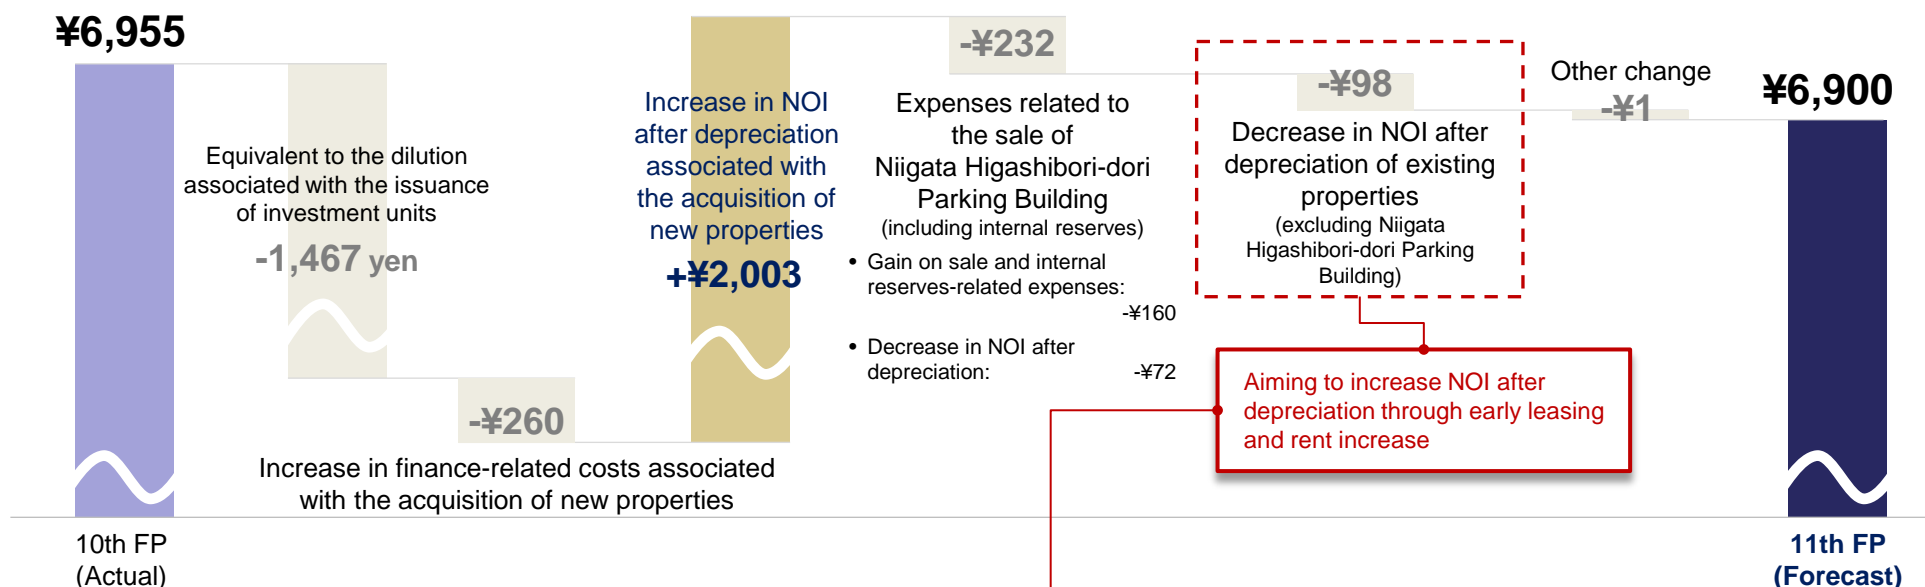 ¥6,955
Equivalent to the dilution
associated with the issuance
of investment units
-1,467 yen
-¥260
Increase in finance-related costs associated
with the acquisition of new properties
Increase in NOI
after depreciation
associated with
the acquisition of
new properties
+¥2,003
-¥232
Expenses related to
the sale of
Niigata Higashibori-dori
Parking Building
(including internal reserves)
• Gain on sale and internal
reserves-related expenses:
-¥160
• Decrease in NOI after
depreciation: -¥72
-¥98
Decrease in NOI after
depreciation of existing
properties
(excluding Niigata
Higashibori-dori Parking
Building)
Aiming to increase NOI after
depreciation through early leasing
and rent increase
Other change
-¥1
¥6,900
10th FP
(Actual)
11th FP
(Forecast)